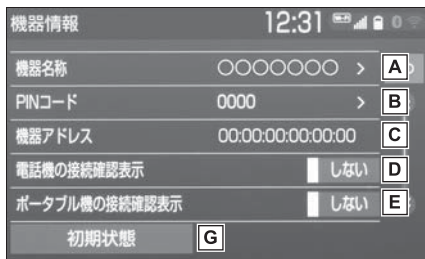 機器情報 12:31
機器名称 ○○○○○○○ > A
PINコード 0000 > B
機器アドレス 00:00:00:00:00:00 C
電話機の接続確認表示 しない D
ポータブル機の接続確認表示 しない E
初期状態 G